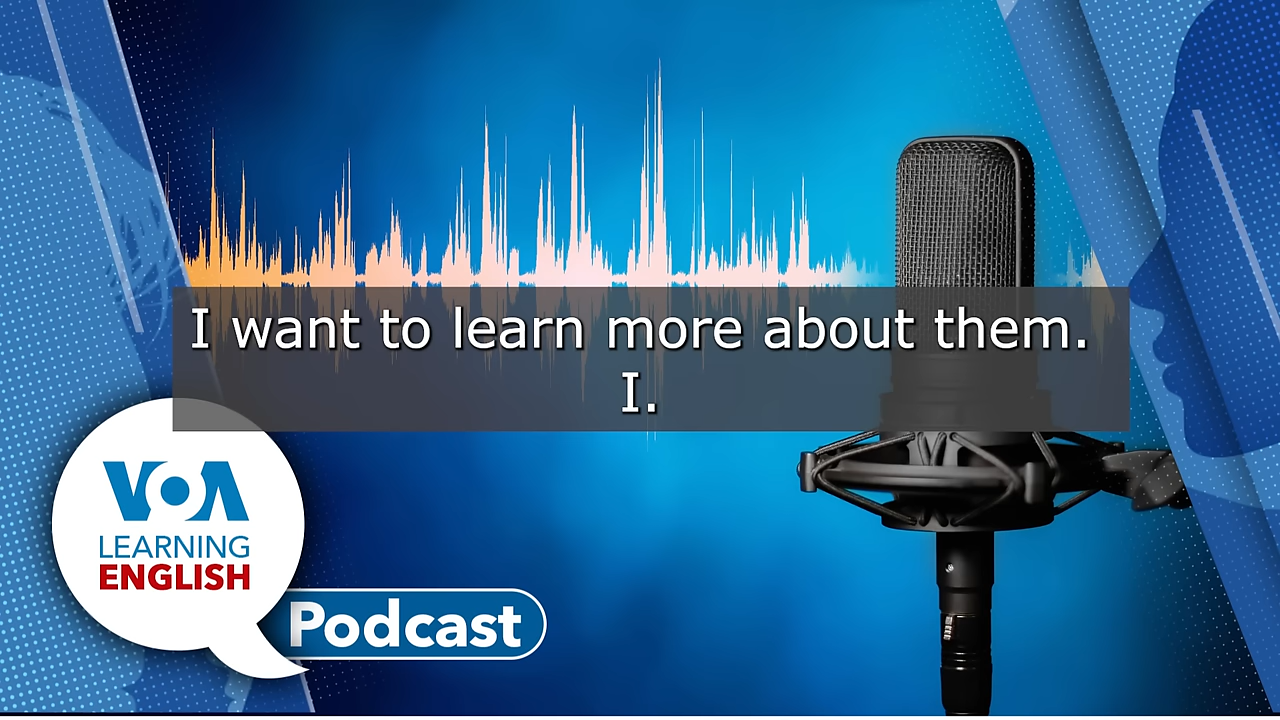 I want to learn more about them.
I.
VOA
LEARNING
ENGLISH
Podcast